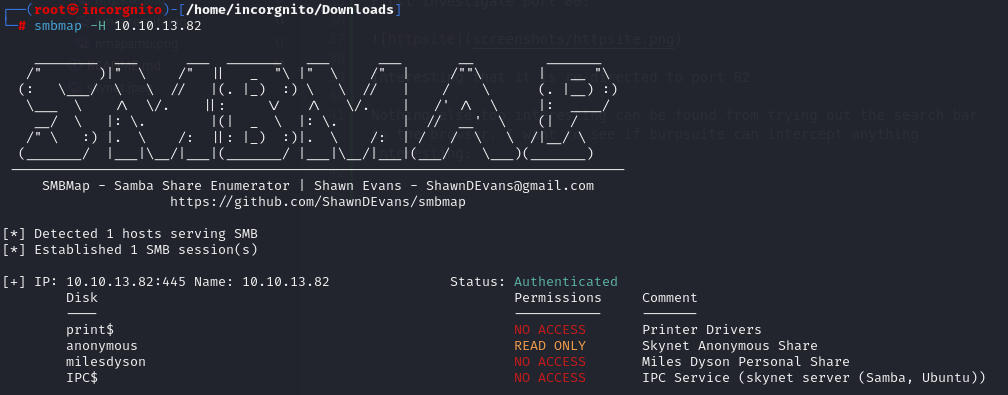 (root㉿incorgnito)-[/home/incorgnito/Downloads]
# smbmap -H 10.10.13.82
SMBMAP
SMBMap - Samba Share Enumerator | Shawn Evans - ShawnDEvans@gmail.com
https://github.com/ShawnDEvans/smbmap
[*] Detected 1 hosts serving SMB
[*] Established 1 SMB session(s)
[+] IP: 10.10.13.82:445 Name: 10.10.13.82 Status: Authenticated
Disk Permissions Comment
---- ----------- -------
print$ NO ACCESS Printer Drivers
anonymous READ ONLY Skynet Anonymous Share
milesdyson NO ACCESS Miles Dyson Personal Share
IPC$ NO ACCESS IPC Service (skynet server (Samba, Ubuntu))